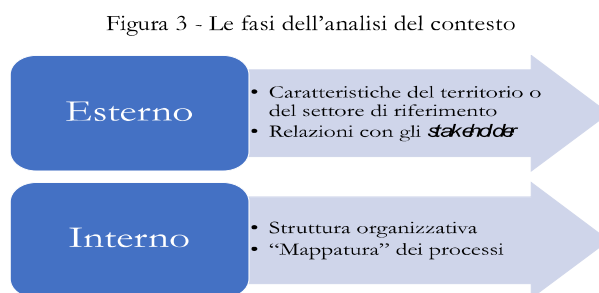 Figura 3 - Le fasi dell’analisi del contesto
Esterno
• Caratteristiche del territorio o
del settore di riferimento
• Relazioni con gli stakeholder
Interno
• Struttura organizzativa
• “Mappatura” dei processi